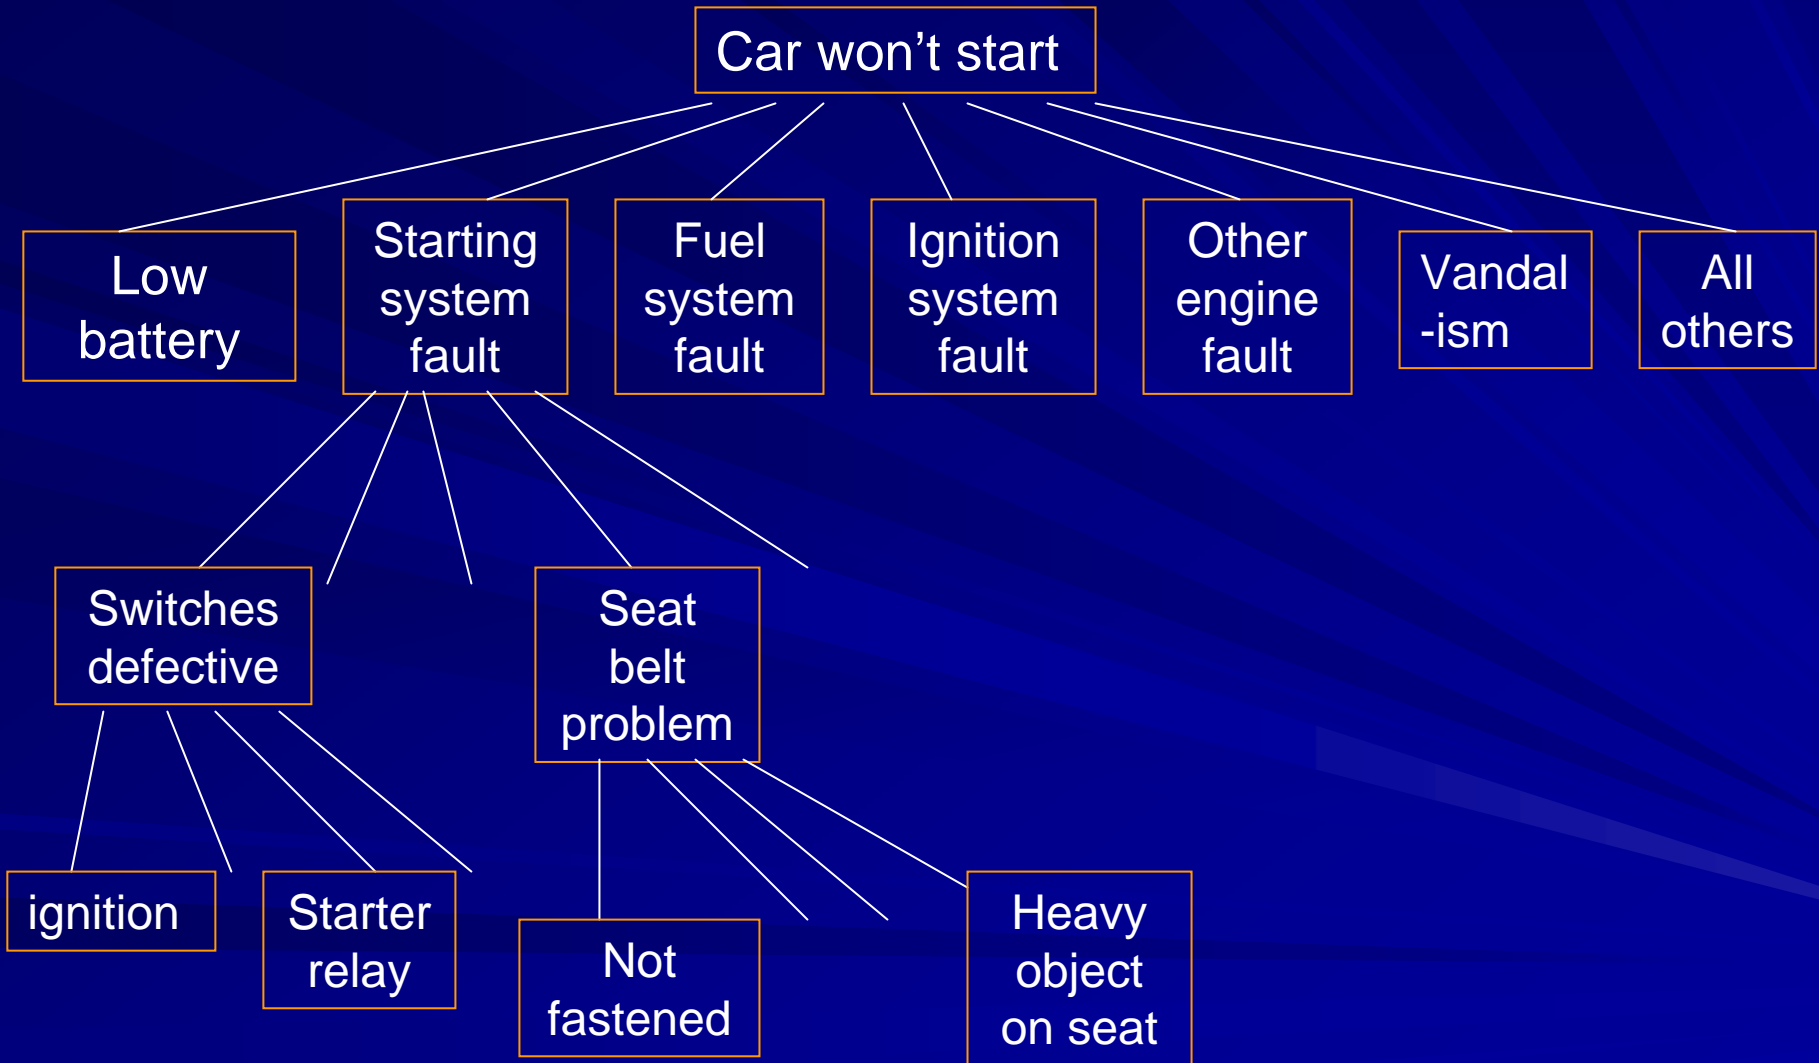 Car won’t start
Low
battery
Starting
system
fault
Fuel
system
fault
Ignition
system
fault
Other
engine
fault
Vandal
-ism
All
others
Switches
defective
Seat
belt
problem
ignition
Starter
relay
Not
fastened
Heavy
object
on seat